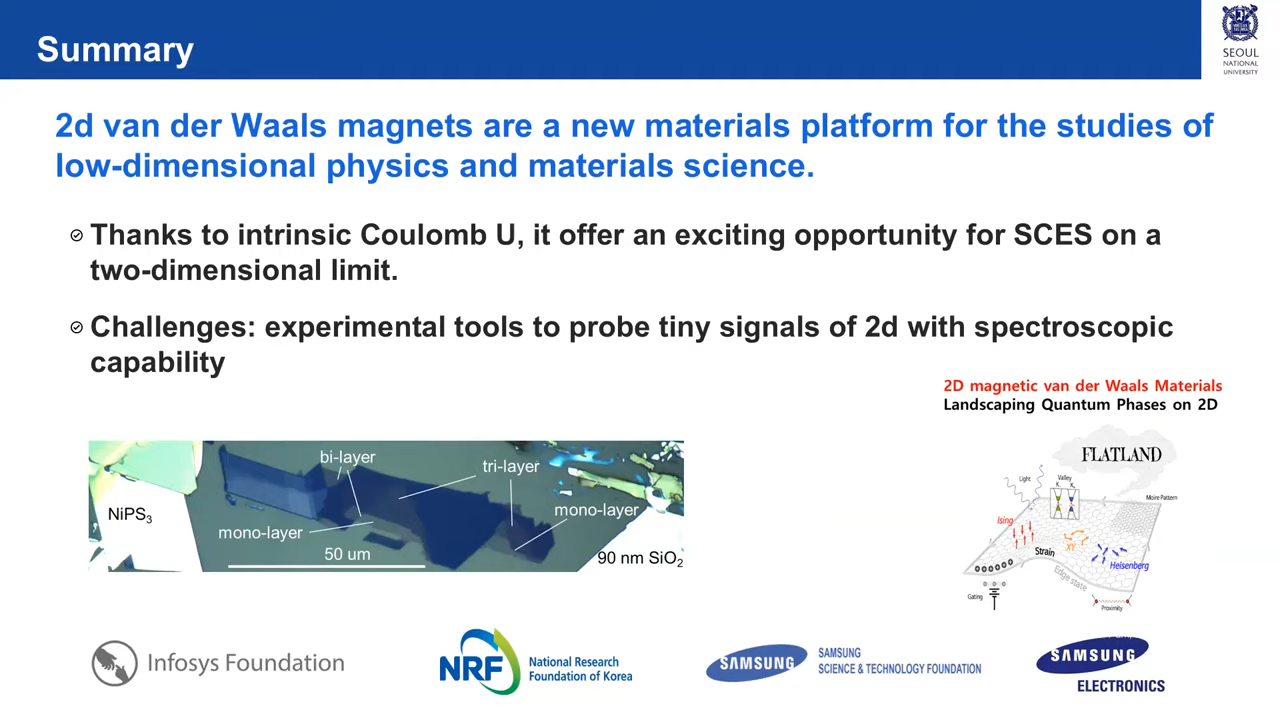 Summary
SEOUL
NATIONAL
UNIVERSITY
2d van der Waals magnets are a new materials platform for the studies of
low-dimensional physics and materials science.
Thanks to intrinsic Coulomb U, it offer an exciting opportunity for SCES on a
two-dimensional limit.
Challenges: experimental tools to probe tiny signals of 2d with spectroscopic
capability
2D magnetic van der Waals Materials
Landscaping Quantum Phases on 2D
bi-layer
tri-layer
NiPS3
mono-layer
mono-layer
50 um
90 nm SiO2
FLATLAND
Light
Valley
Moire Pattern
Ising
Strain
XY
Heisenberg
Edge state
Gating
Proximity
Infosys Foundation
NRF
National Research
Foundation of Korea
SAMSUNG
SAMSUNG
SCIENCE & TECHNOLOGY FOUNDATION
SAMSUNG
ELECTRONICS